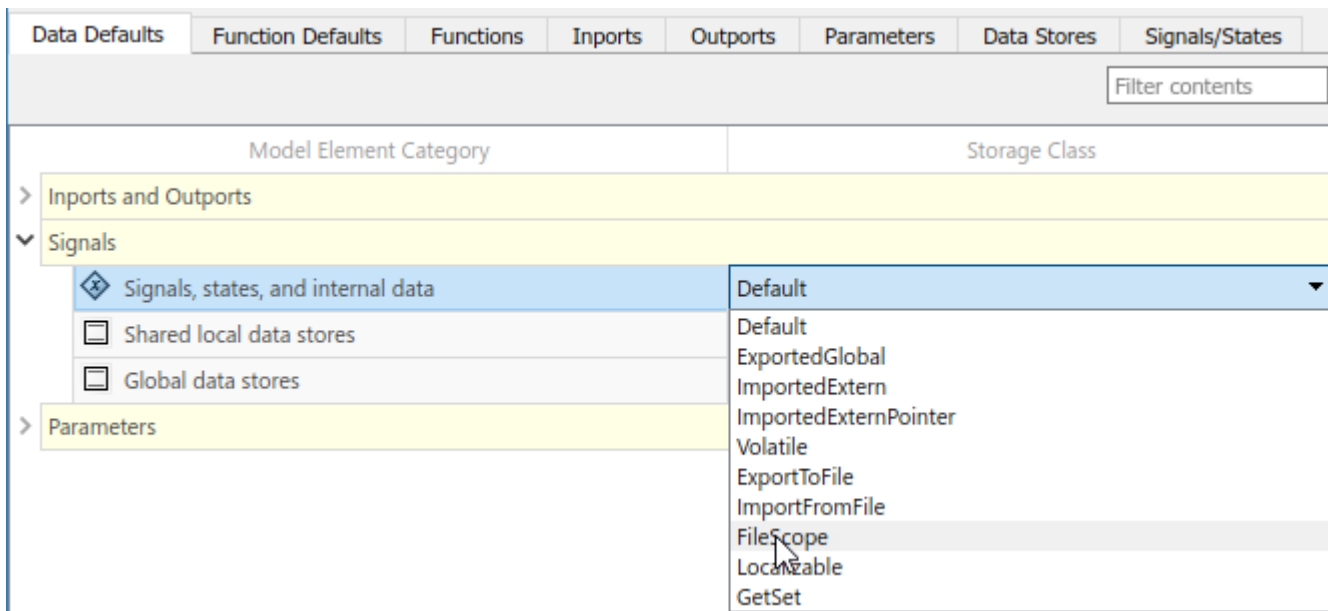 Data Defaults Function Defaults Functions Inports Outports Parameters Data Stores Signals/States
Filter contents
Model Element Category Storage Class
Inports and Outports
Signals
Signals, states, and internal data Default
Shared local data stores
Global data stores
Parameters
Default
ExportedGlobal
ImportedExtern
ImportedExternPointer
Volatile
ExportToFile
ImportFromFile
FileScope
Localizable
GetSet